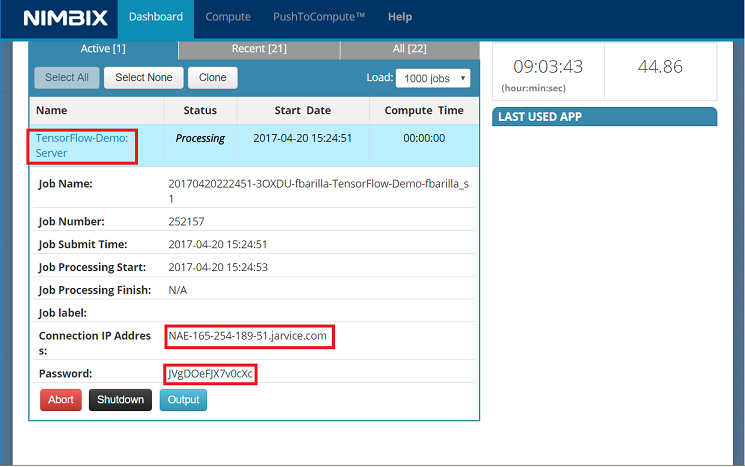 NIMBIX Dashboard Compute PushToCompute™ Help
Active [1] Recent [21] All [22]
Select All Select None Clone Load: 1000 jobs
Name Status Start Date Compute Time
TensorFlow-Demo: Processing 2017-04-20 15:24:51 00:00:00
Server
Job Name: 20170420222451-3OXDU-fbarilla-TensorFlow-Demo-fbarilla_s
1
Job Number: 252157
Job Submit Time: 2017-04-20 15:24:51
Job Processing Start: 2017-04-20 15:24:53
Job Processing Finish: N/A
Job label:
Connection IP Addres NAE-165-254-189-51.jarvice.com
s:
Password: JVgDOeFJX7v0cXc
Abort Shutdown Output
09:03:43 44.86
(hour:min:sec)
LAST USED APP